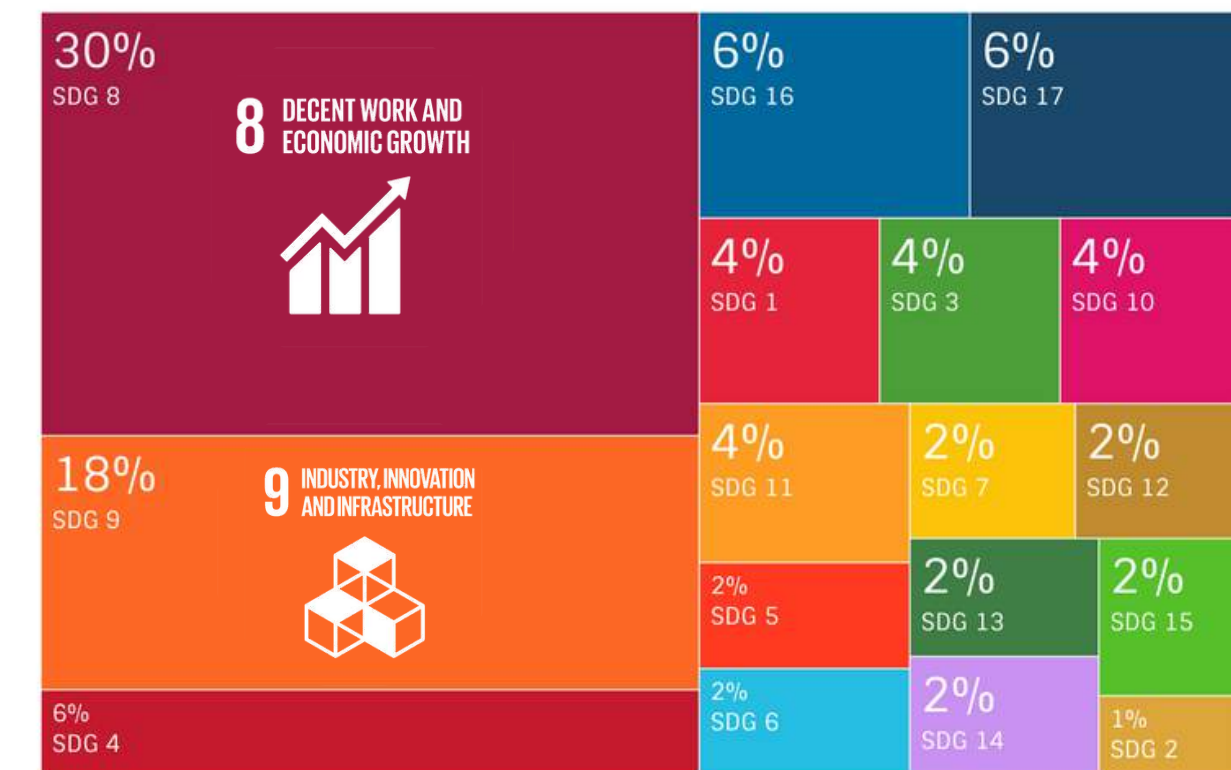 30%
SDG 8
8 DECENT WORK AND
ECONOMIC GROWTH
18%
SDG 9
9 INDUSTRY, INNOVATION
AND INFRASTRUCTURE
6%
SDG 4
6%
SDG 16
6%
SDG 17
4%
SDG 1
4%
SDG 3
4%
SDG 10
4%
SDG 11
2%
SDG 7
2%
SDG 12
2%
SDG 5
2%
SDG 13
2%
SDG 15
2%
SDG 6
2%
SDG 14
1%
SDG 2